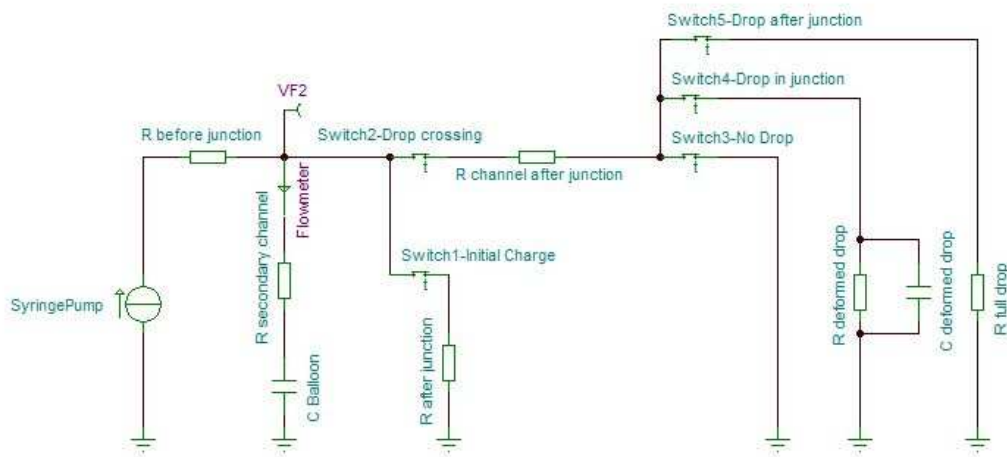 Switch5-Drop after junction
Switch4-Drop in junction
VF2
R before junction
Switch2-Drop crossing
Switch3-No Drop
R channel after junction
Flowmeter
R secondary channel
Switch1-Initial Charge
SyringePump
C Balloon
R after junction
R deformed drop
C deformed drop
R full drop
t
t
t
t
t